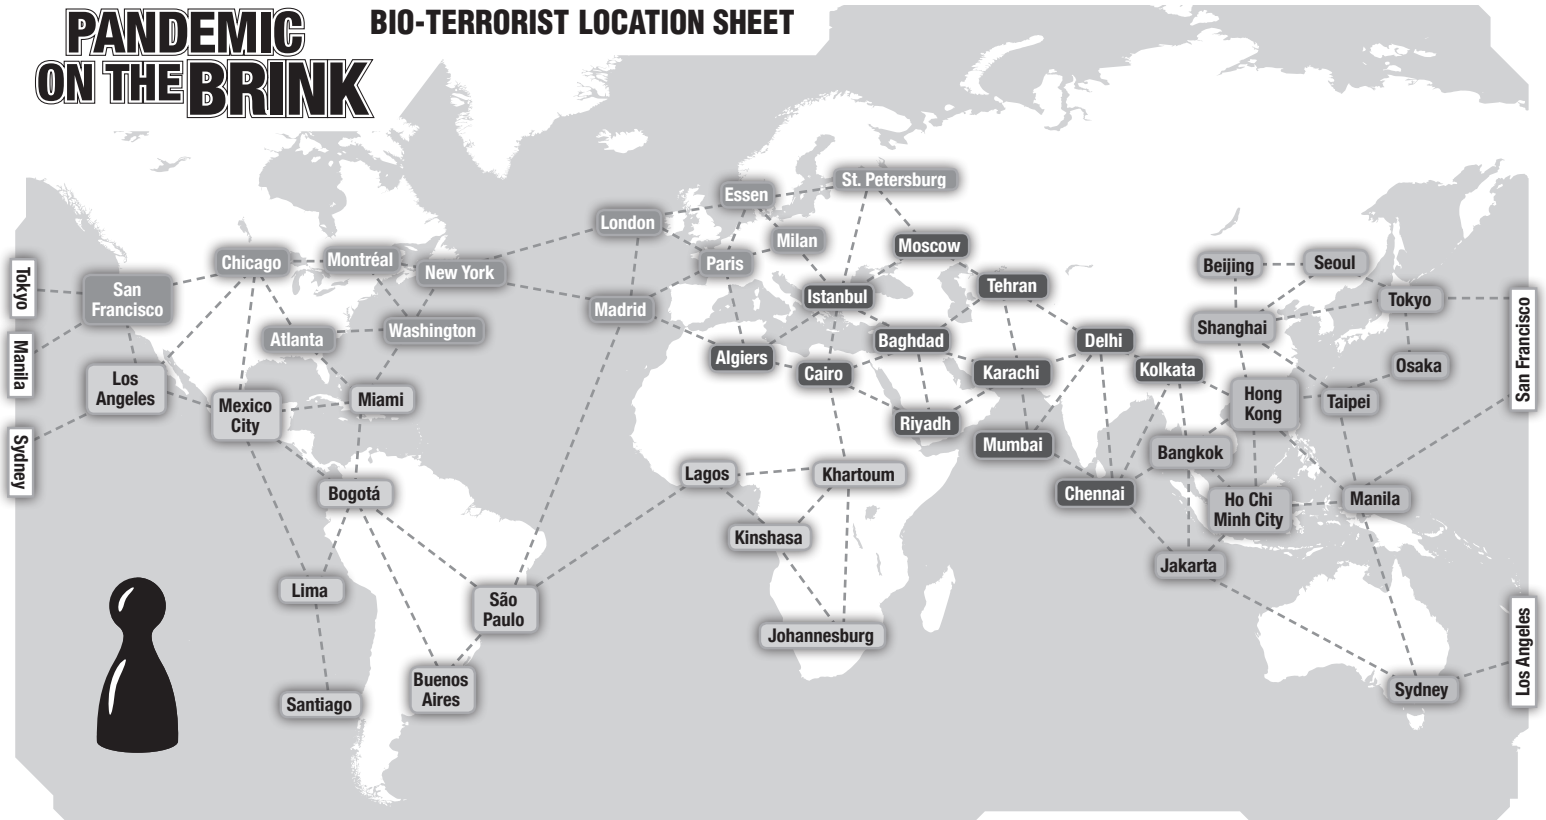 PANDEMIC
ON THE BRINK
BIO-TERRORIST LOCATION SHEET
St. Petersburg
Essen
London
Milan
Moscow
Chicago
Montréal
New York
Paris
Beijing
Seoul
Tokyo
San
Francisco
Madrid
Istanbul
Tehran
Tokyo
San Francisco
Atlanta
Washington
Algiers
Baghdad
Delhi
Shanghai
Manila
Los
Angeles
Mexico
City
Miami
Cairo
Karachi
Kolkata
Hong
Kong
Taipei
Osaka
Sydney
Riyadh
Mumbai
Bangkok
Bogotá
Lagos
Khartoum
Chennai
Ho Chi
Minh City
Manila
Kinshasa
Jakarta
Lima
São
Paulo
Johannesburg
Los Angeles
Santiago
Buenos
Aires
Sydney